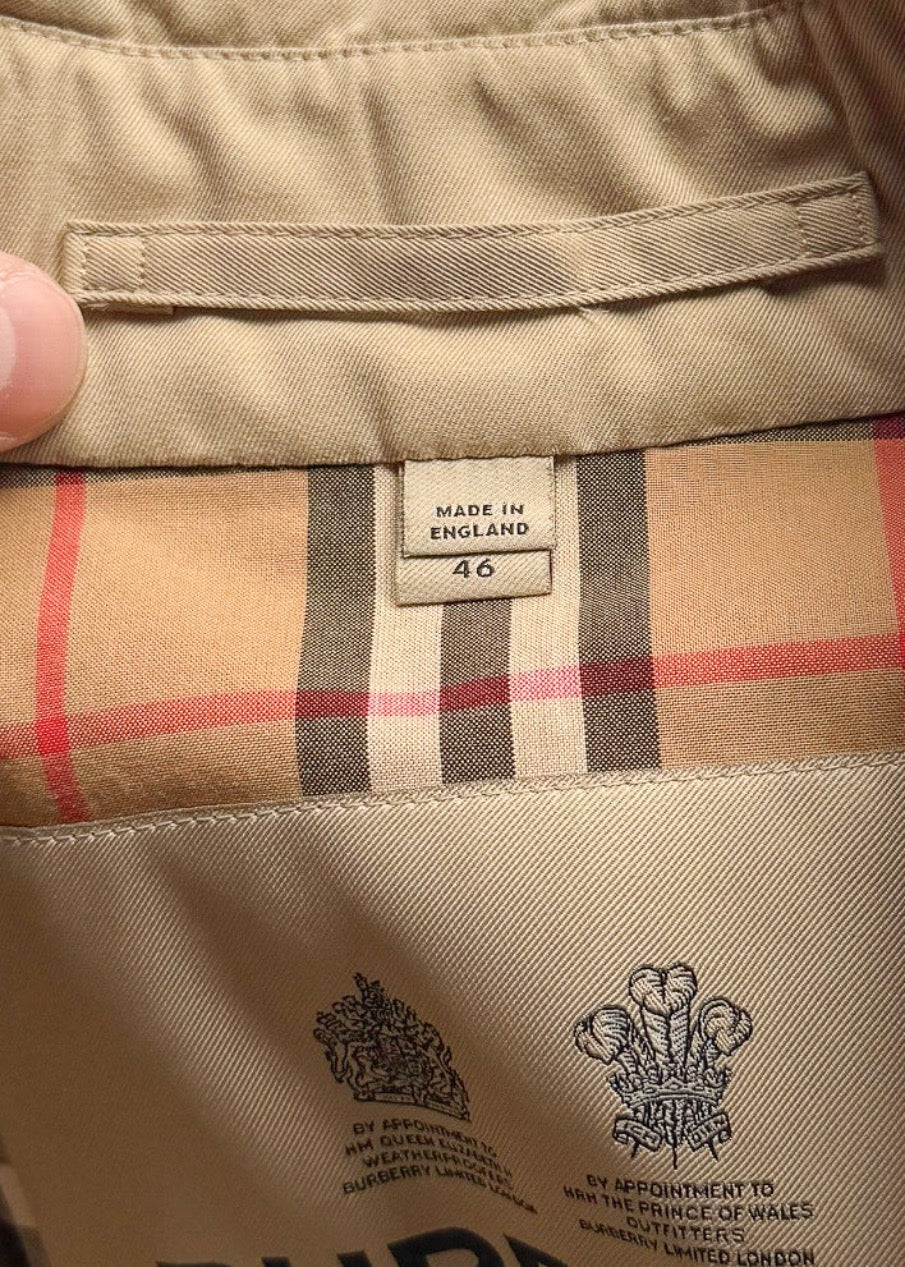 MADE IN
ENGLAND
46
BY APPOINTMENT TO
HM QUEEN ELIZABETH II
WEATHERPROOFERS
BURBERRY LIMITED LONDON
BY APPOINTMENT TO
HRH THE PRINCE OF WALES
OUTFITTERS
BURBERRY LIMITED LONDON